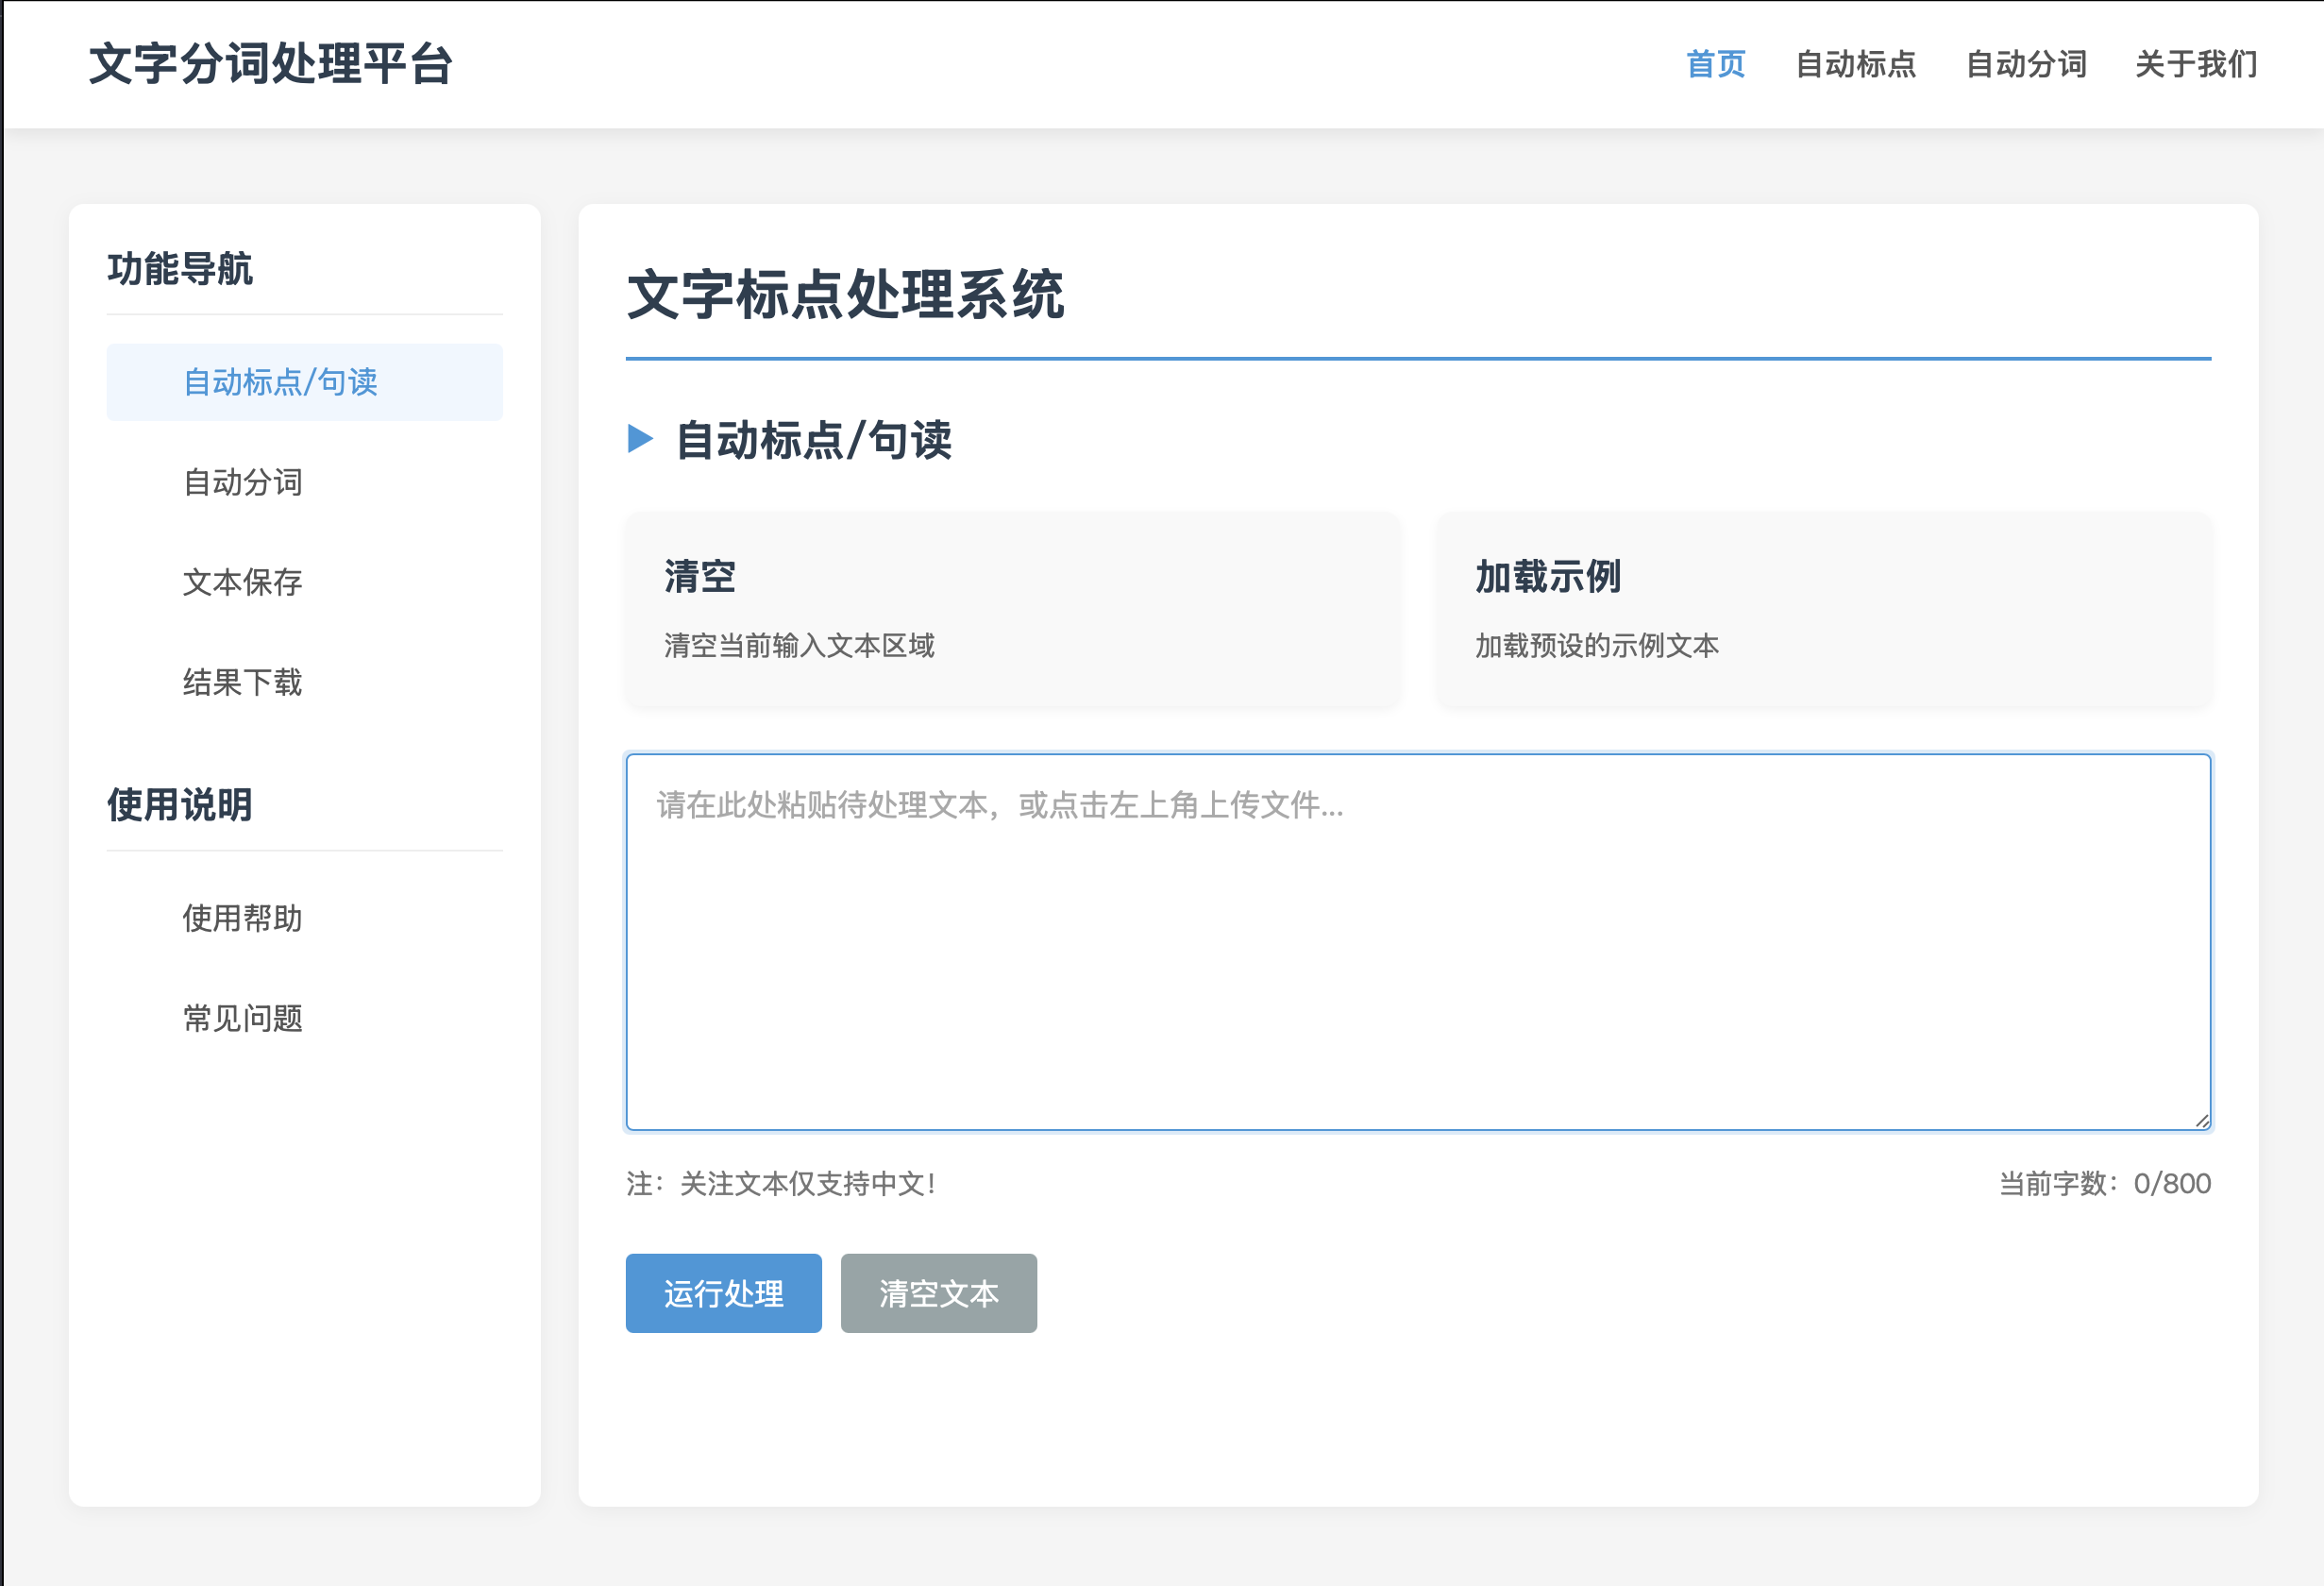 文字分词处理平台
首页 自动标点 自动分词 关于我们
功能导航
自动标点/句读
自动分词
文本保存
结果下载
使用说明
使用帮助
常见问题
文字标点处理系统
▶ 自动标点/句读
清空
清空当前输入文本区域
加载示例
加载预设的示例文本
请在此处粘贴待处理文本，或点击左上角上传文件...
注：关注文本仅支持中文！
当前字数：0/800
运行处理 清空文本